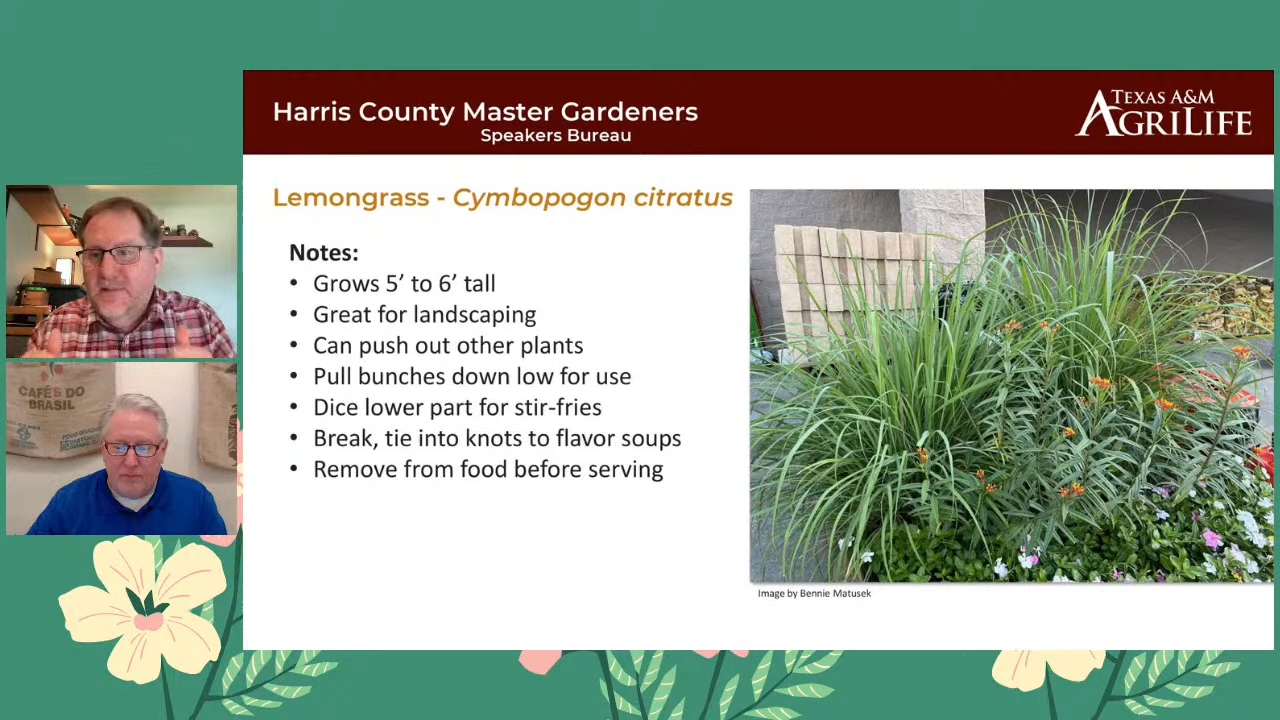 Harris County Master Gardeners
Speakers Bureau
TEXAS A&M
AGRILIFE
Lemongrass - Cymbopogon citratus
Notes:
• Grows 5’ to 6’ tall
• Great for landscaping
• Can push out other plants
• Pull bunches down low for use
• Dice lower part for stir-fries
• Break, tie into knots to flavor soups
• Remove from food before serving
Image by Bennie Matusek
CAFÉS DO
BRASIL